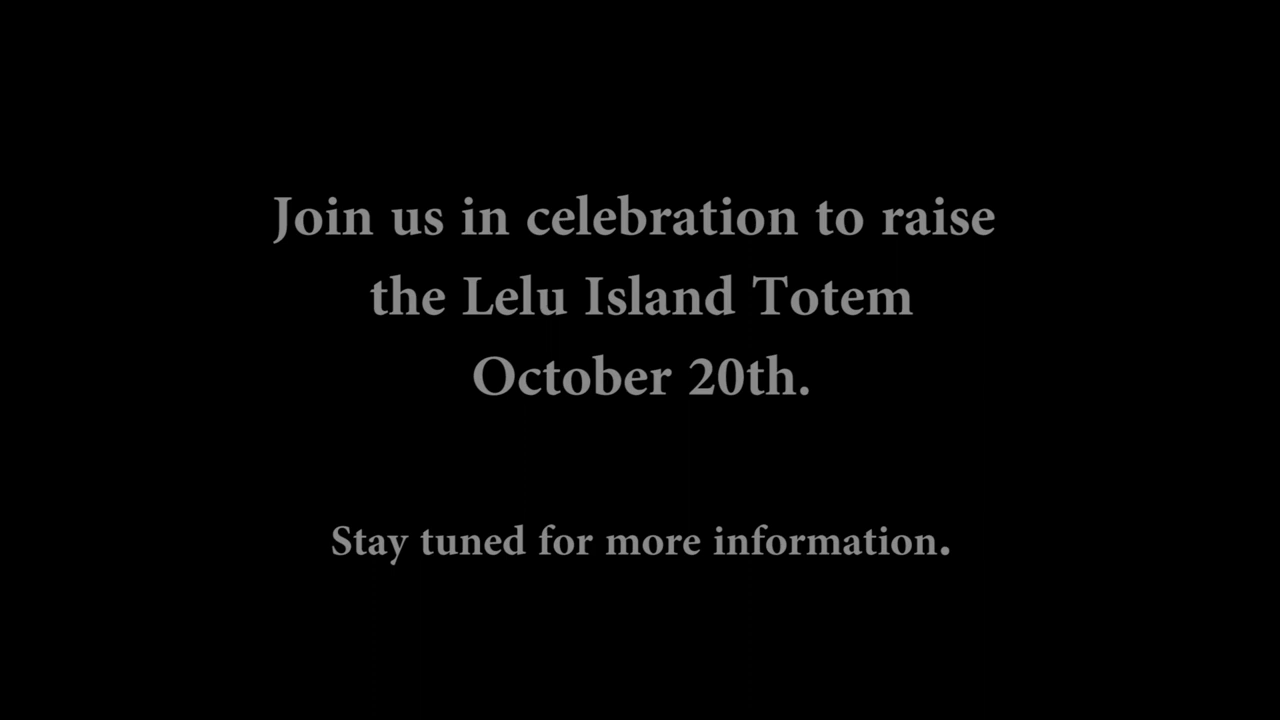 Join us in celebration to raise
the Lelu Island Totem
October 20th.
Stay tuned for more information.